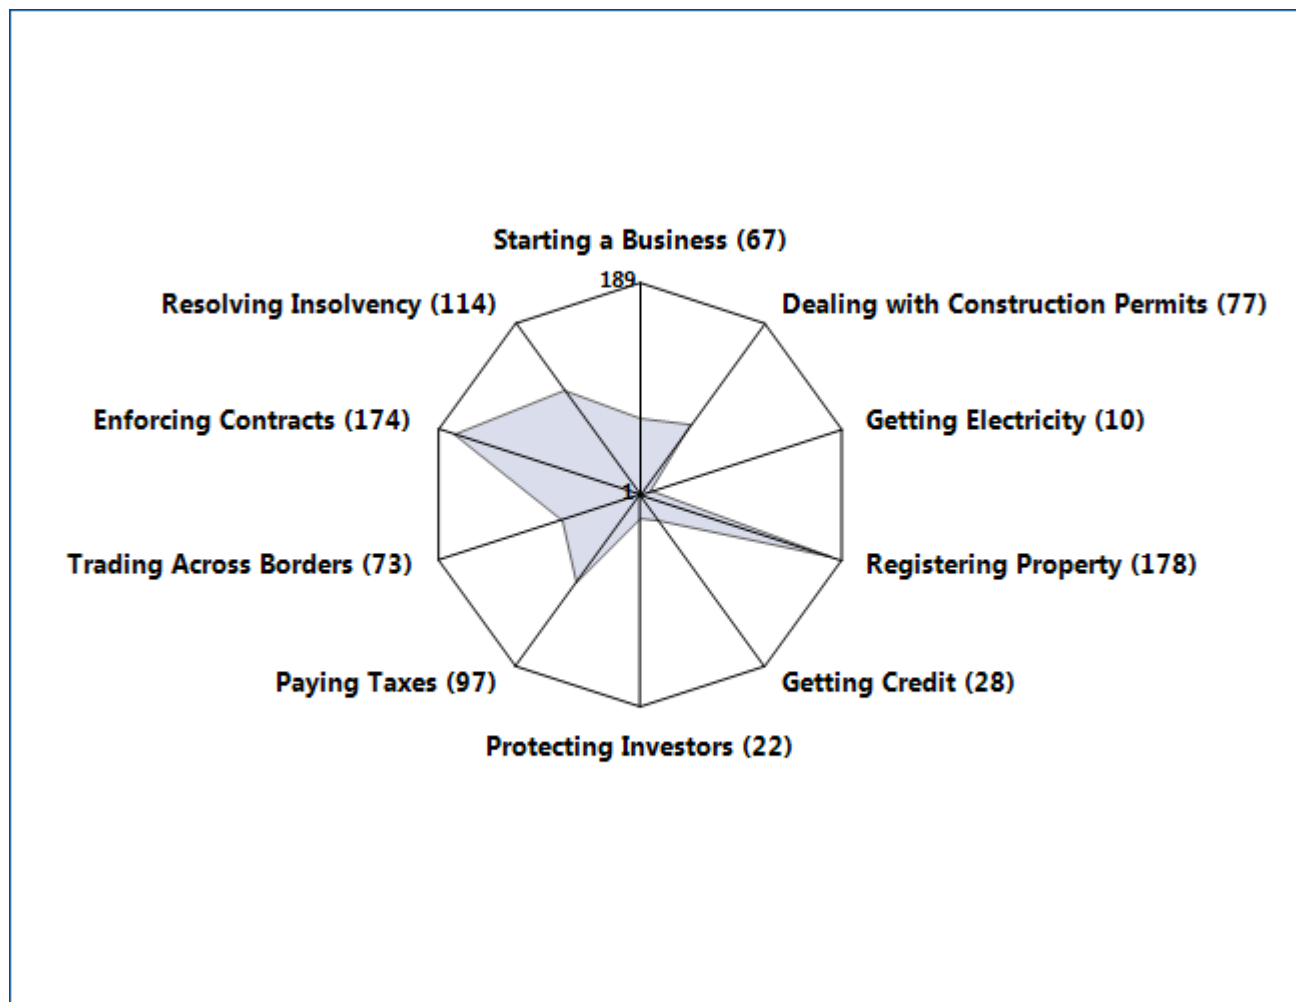 Starting a Business (67)
189
Resolving Insolvency (114)
Dealing with Construction Permits (77)
Enforcing Contracts (174)
Getting Electricity (10)
1
Trading Across Borders (73)
Registering Property (178)
Paying Taxes (97)
Getting Credit (28)
Protecting Investors (22)